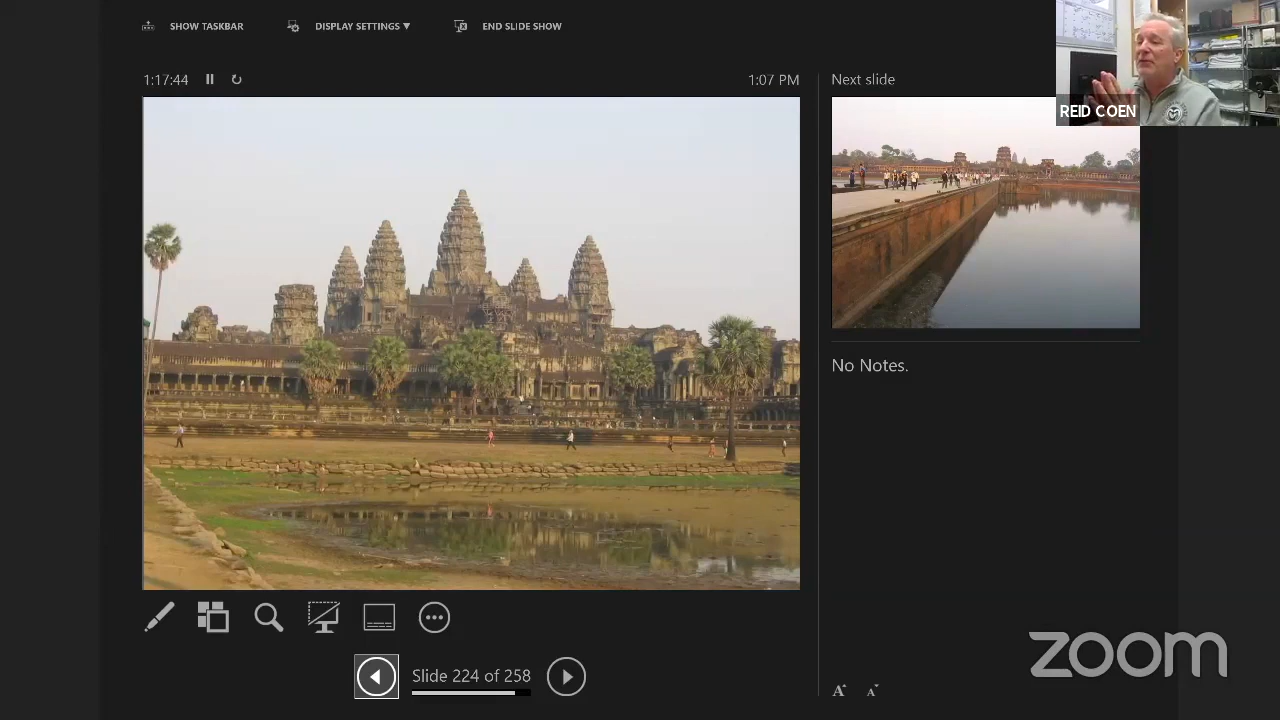 SHOW TASKBAR
DISPLAY SETTINGS ▼
END SLIDE SHOW
1:17:44
1:07 PM
Next slide
REID COEN
No Notes.
Slide 224 of 258
A
A
zoom